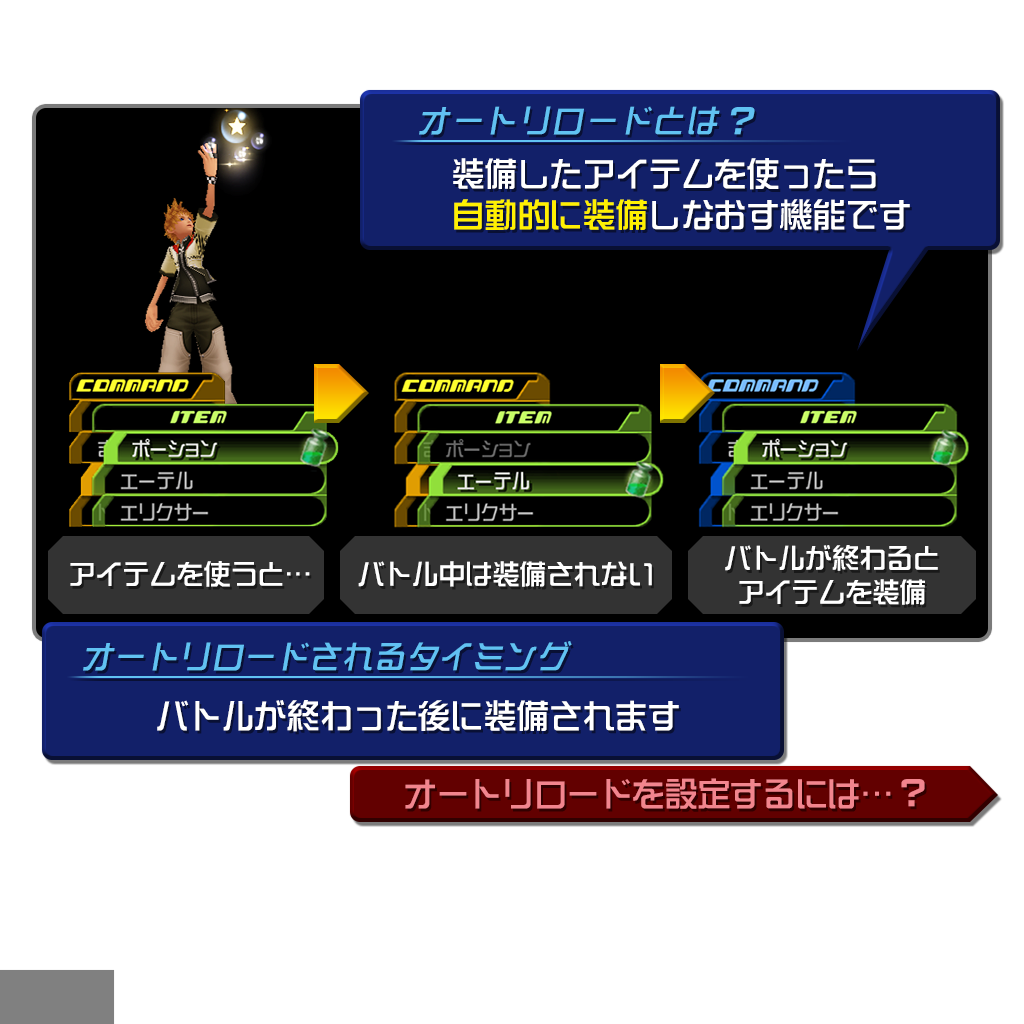 オートリロードとは？
装備したアイテムを使ったら
自動的に装備しなおす機能です
COMMAND
ITEM
ポーション
エーテル
エリクサー
COMMAND
ITEM
ポーション
エーテル
エリクサー
COMMAND
ITEM
ポーション
エーテル
エリクサー
アイテムを使うと…
バトル中は装備されない
バトルが終わると
アイテムを装備
オートリロードされるタイミング
バトルが終わった後に装備されます
オートリロードを設定するには…？